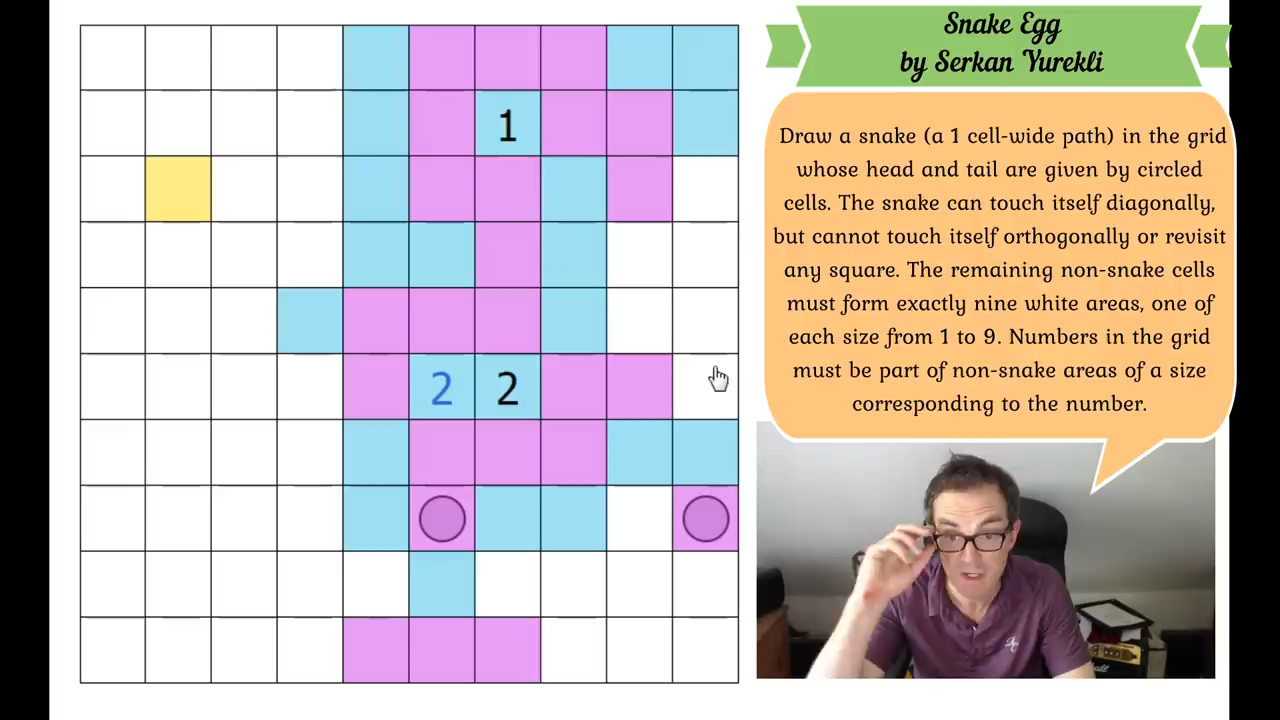 Snake Egg
by Serkan Yurekli
Draw a snake (a 1 cell-wide path) in the grid
whose head and tail are given by circled
cells. The snake can touch itself diagonally,
but cannot touch itself orthogonally or revisit
any square. The remaining non-snake cells
must form exactly nine white areas, one of
each size from 1 to 9. Numbers in the grid
must be part of non-snake areas of a size
corresponding to the number.
1
2 2